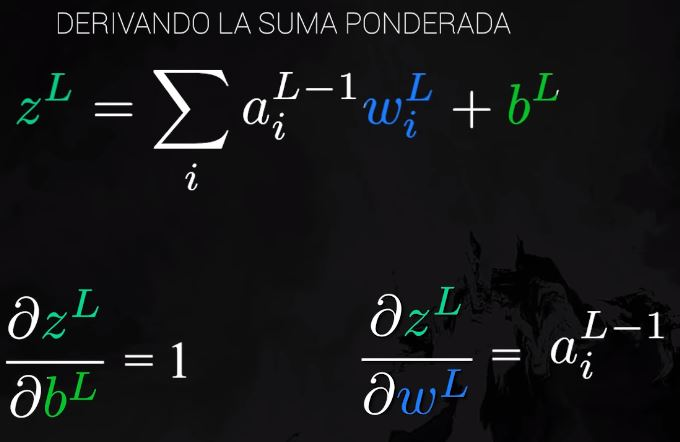 DERIVANDO LA SUMA PONDERADA
z^L = ∑_i a_i^{L−1} w_i^L + b^L
∂z^L/∂b^L = 1
∂z^L/∂w^L = a_i^{L−1}